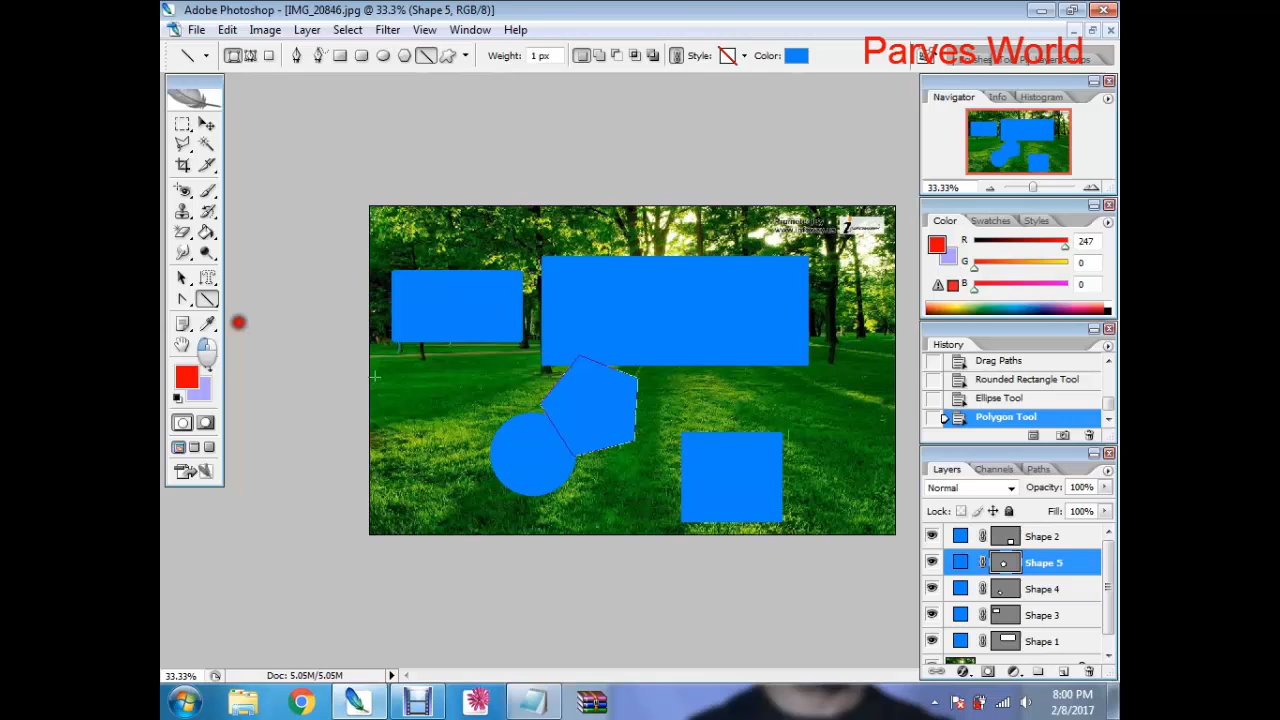 Adobe Photoshop - [IMG_20846.jpg @ 33.3% (Shape 5, RGB/8)]
File Edit Image Layer Select Filter View Window Help
Parves World
Weight: 1 px Style: Color:
Navigator Info Histogram
33.33%
Color Swatches Styles
R 247
G 0
B 0
History
Drag Paths
Rounded Rectangle Tool
Ellipse Tool
Polygon Tool
Layers Channels Paths
Normal Opacity: 100%
Lock: Fill: 100%
Shape 2
Shape 5
Shape 4
Shape 3
Shape 1
33.33% Doc: 5.05M/5.05M
8:00 PM
2/8/2017